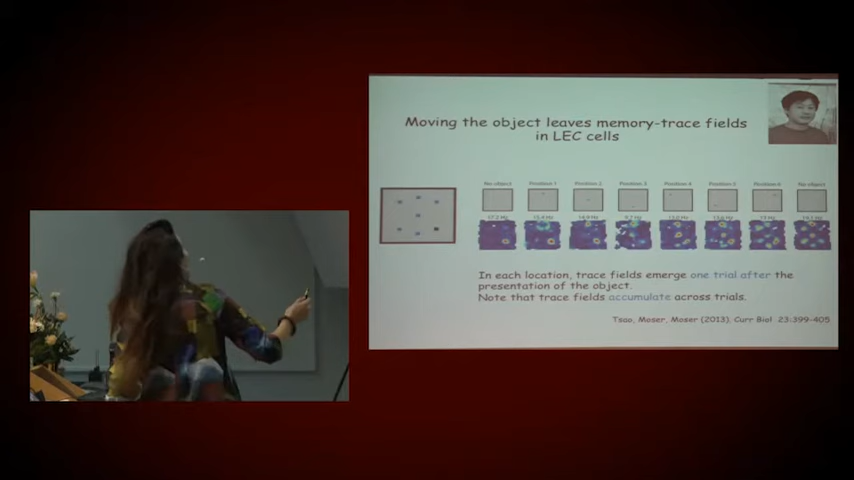 Moving the object leaves memory-trace fields
in LEC cells
No object Position 1 Position 2 Position 3 Position 4 Position 5 Position 6 No object
In each location, trace fields emerge one trial after the
presentation of the object.
Note that trace fields accumulate across trials.
Tsao, Moser, Moser (2013), Curr Biol 23:399-405